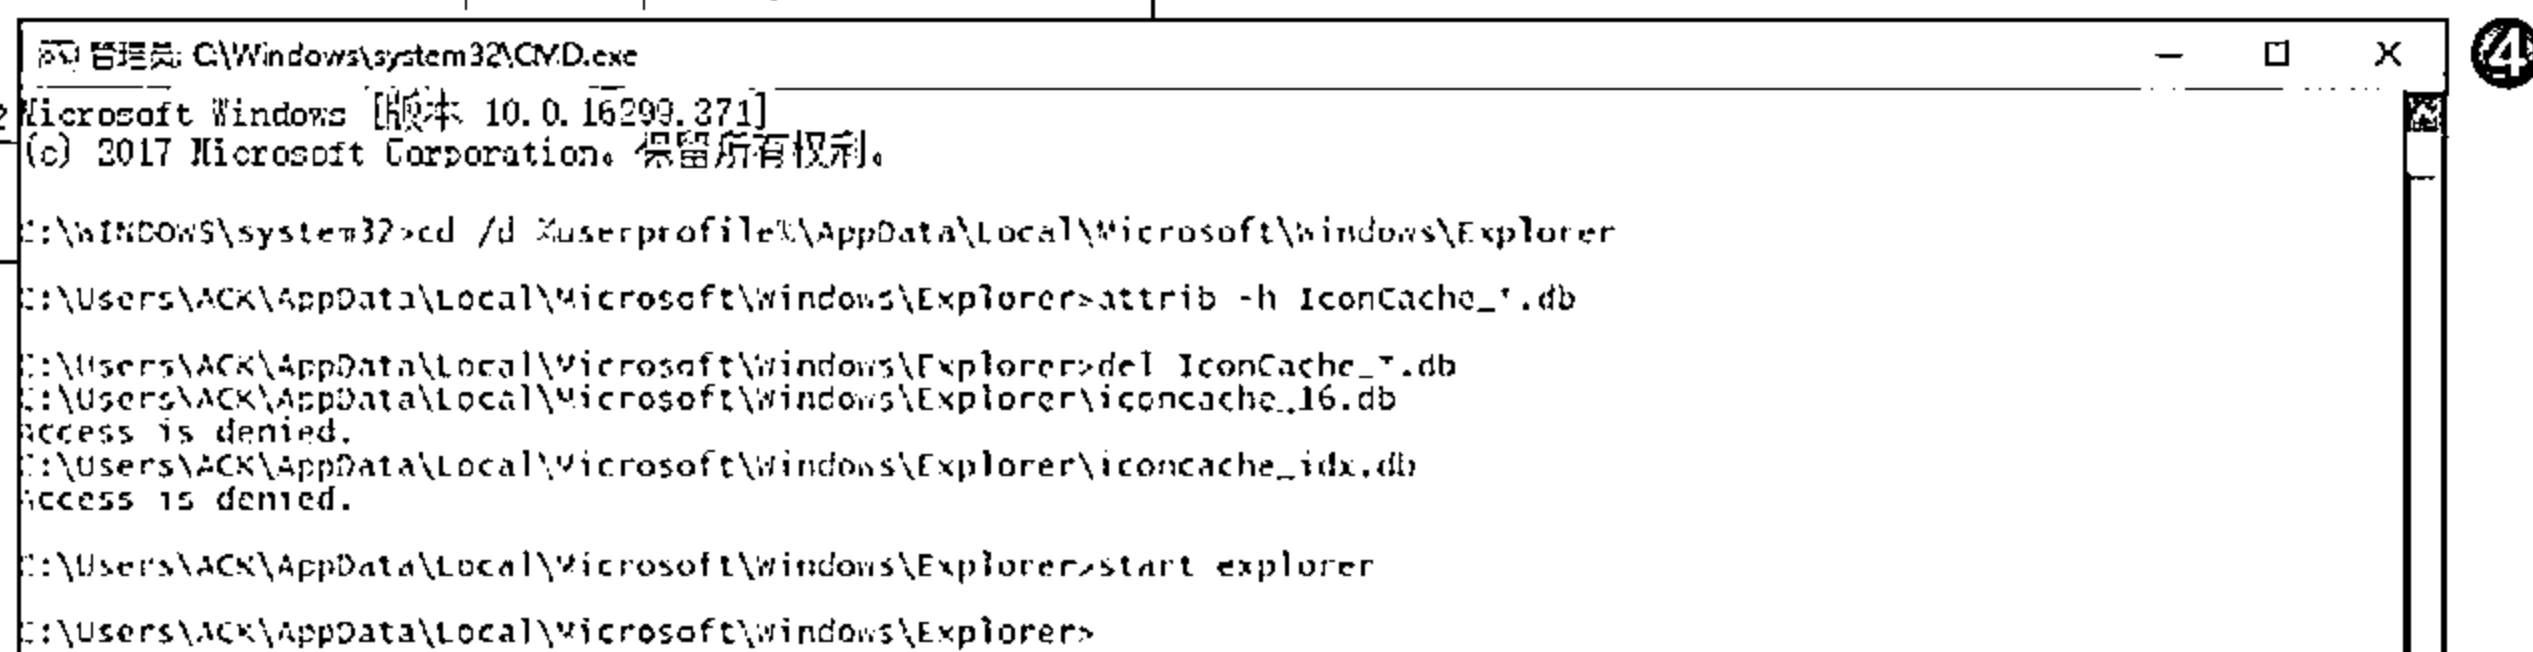 管理员: C:\Windows\system32\CMD.exe
④
Microsoft Windows [版本 10.0.16299.371]
(c) 2017 Microsoft Corporation。保留所有权利。
C:\WINDOWS\system32>cd /d %userprofile%\AppData\Local\Microsoft\Windows\Explorer
C:\Users\ACK\AppData\Local\Microsoft\Windows\Explorer>attrib -h IconCache_*.db
C:\Users\ACK\AppData\Local\Microsoft\Windows\Explorer>del IconCache_*.db
C:\Users\ACK\AppData\Local\Microsoft\Windows\Explorer\iconcache_16.db
Access is denied.
C:\Users\ACK\AppData\Local\Microsoft\Windows\Explorer\iconcache_idx.db
Access is denied.
C:\Users\ACK\AppData\Local\Microsoft\Windows\Explorer>start explorer
C:\Users\ACK\AppData\Local\Microsoft\Windows\Explorer>